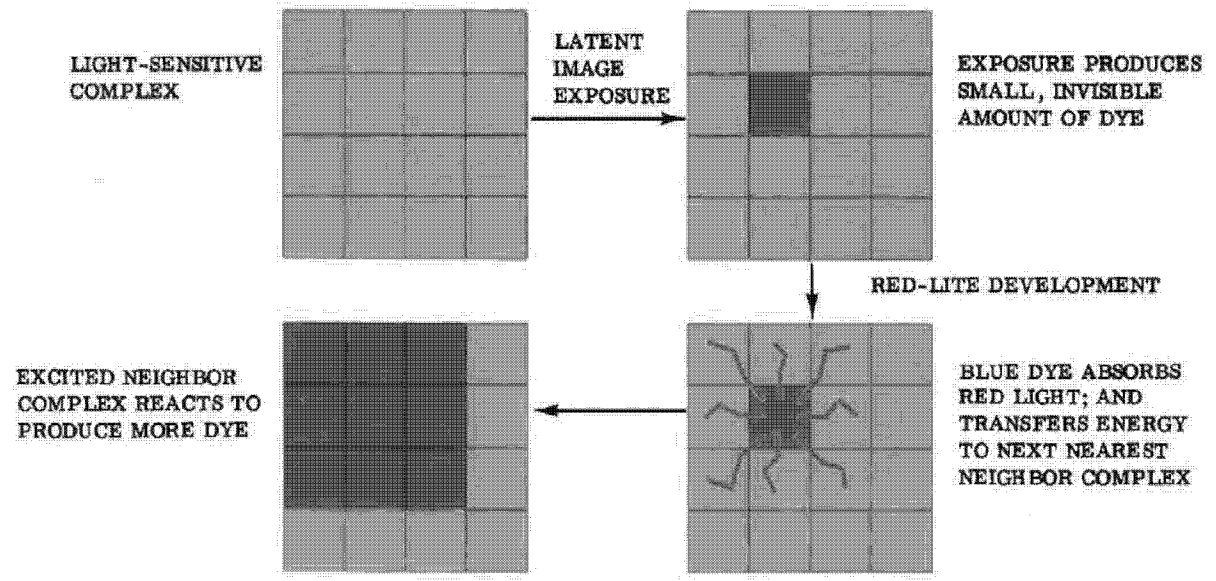 LIGHT-SENSITIVE
COMPLEX
LATENT
IMAGE
EXPOSURE
EXPOSURE PRODUCES
SMALL, INVISIBLE
AMOUNT OF DYE
RED-LITE DEVELOPMENT
BLUE DYE ABSORBS
RED LIGHT; AND
TRANSFERS ENERGY
TO NEXT NEAREST
NEIGHBOR COMPLEX
EXCITED NEIGHBOR
COMPLEX REACTS TO
PRODUCE MORE DYE